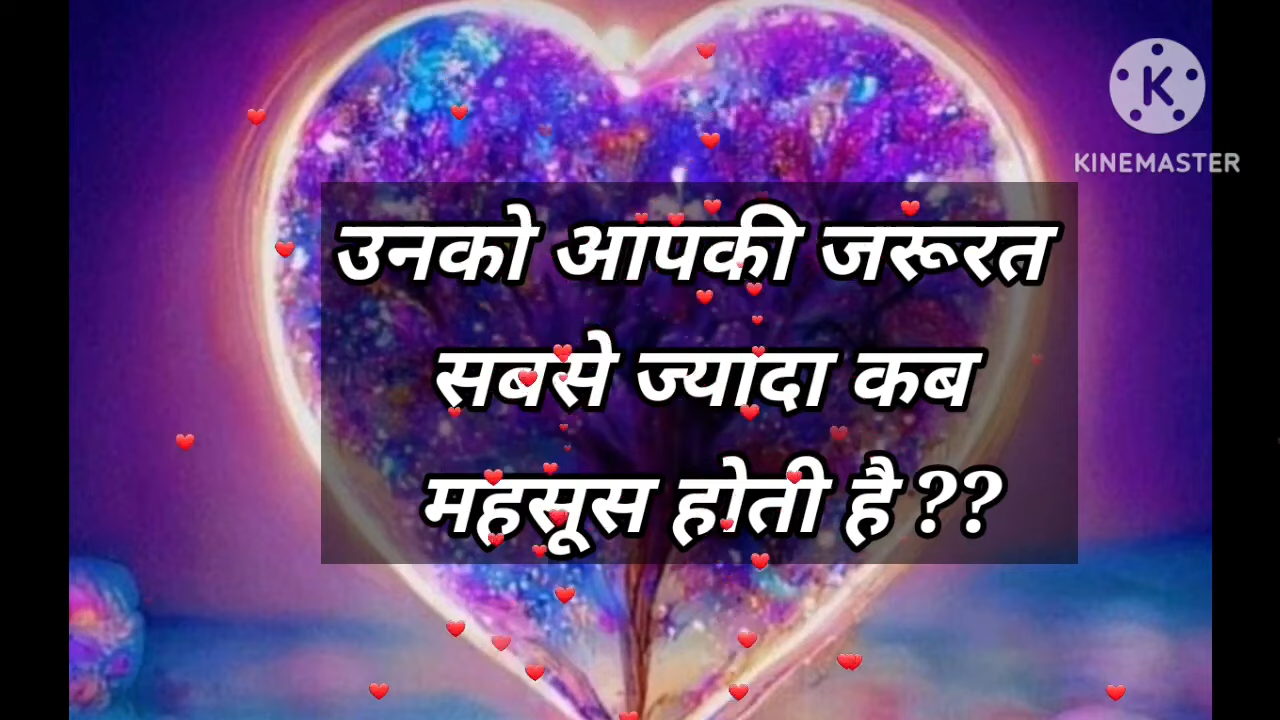 KINEMASTER
उनको आपकी जरूरत
सबसे ज्यादा कब
महसूस होती है ??